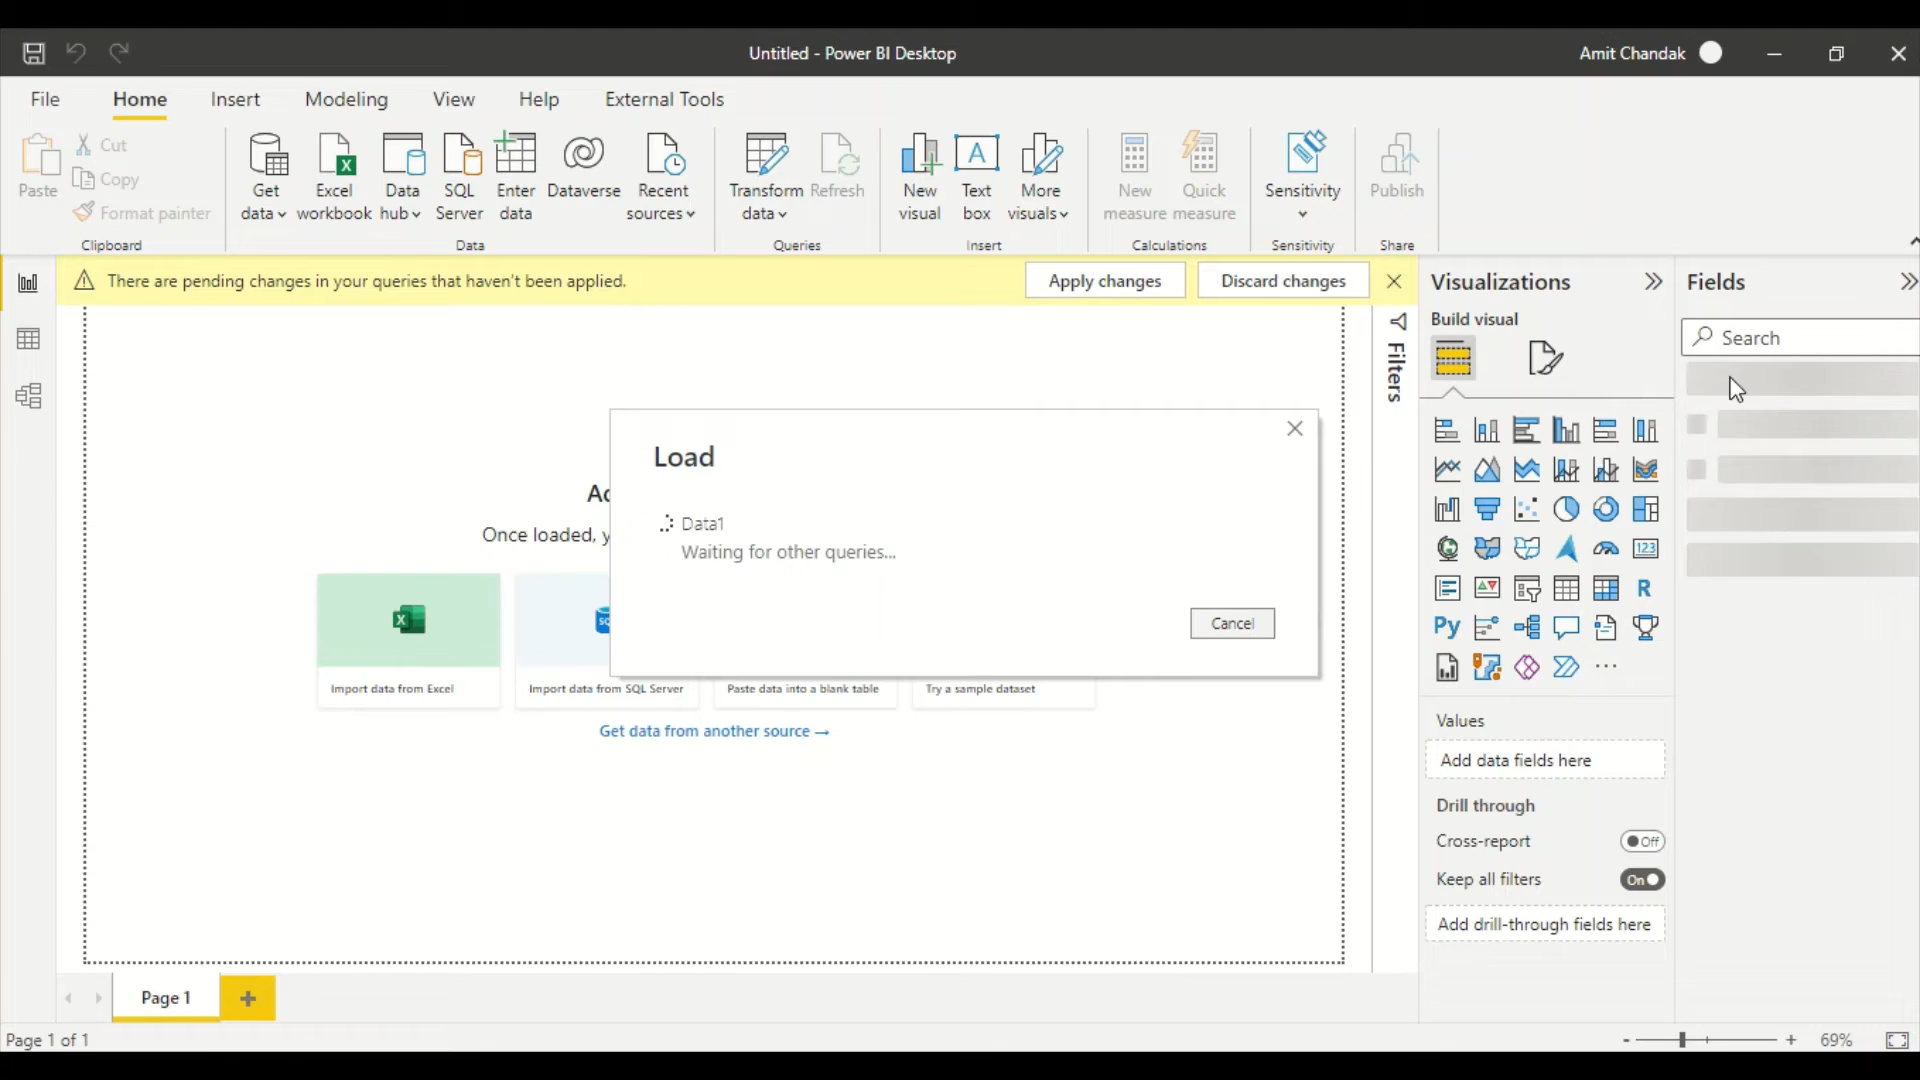 Untitled - Power BI Desktop
Amit Chandak
File
Home
Insert
Modeling
View
Help
External Tools
Paste
Cut
Copy
Format painter
Clipboard
Get
data
Excel
workbook
Data
hub
SQL
Server
Enter
data
Dataverse
Recent
sources
Data
Transform
data
Refresh
Queries
New
visual
A
Text
box
More
visuals
Insert
New
measure
Quick
measure
Calculations
Sensitivity
Sensitivity
Publish
Share
There are pending changes in your queries that haven't been applied.
Apply changes
Discard changes
Filters
Load
Data1
Waiting for other queries...
Cancel
Once loaded, y
Import data from Excel
Import data from SQL Server
Paste data into a blank table
Try a sample dataset
Get data from another source →
Visualizations
Build visual
123
R
Py
...
Values
Add data fields here
Drill through
Cross-report
Off
Keep all filters
On
Add drill-through fields here
Fields
Search
Page 1
+
Page 1 of 1
- + 69%